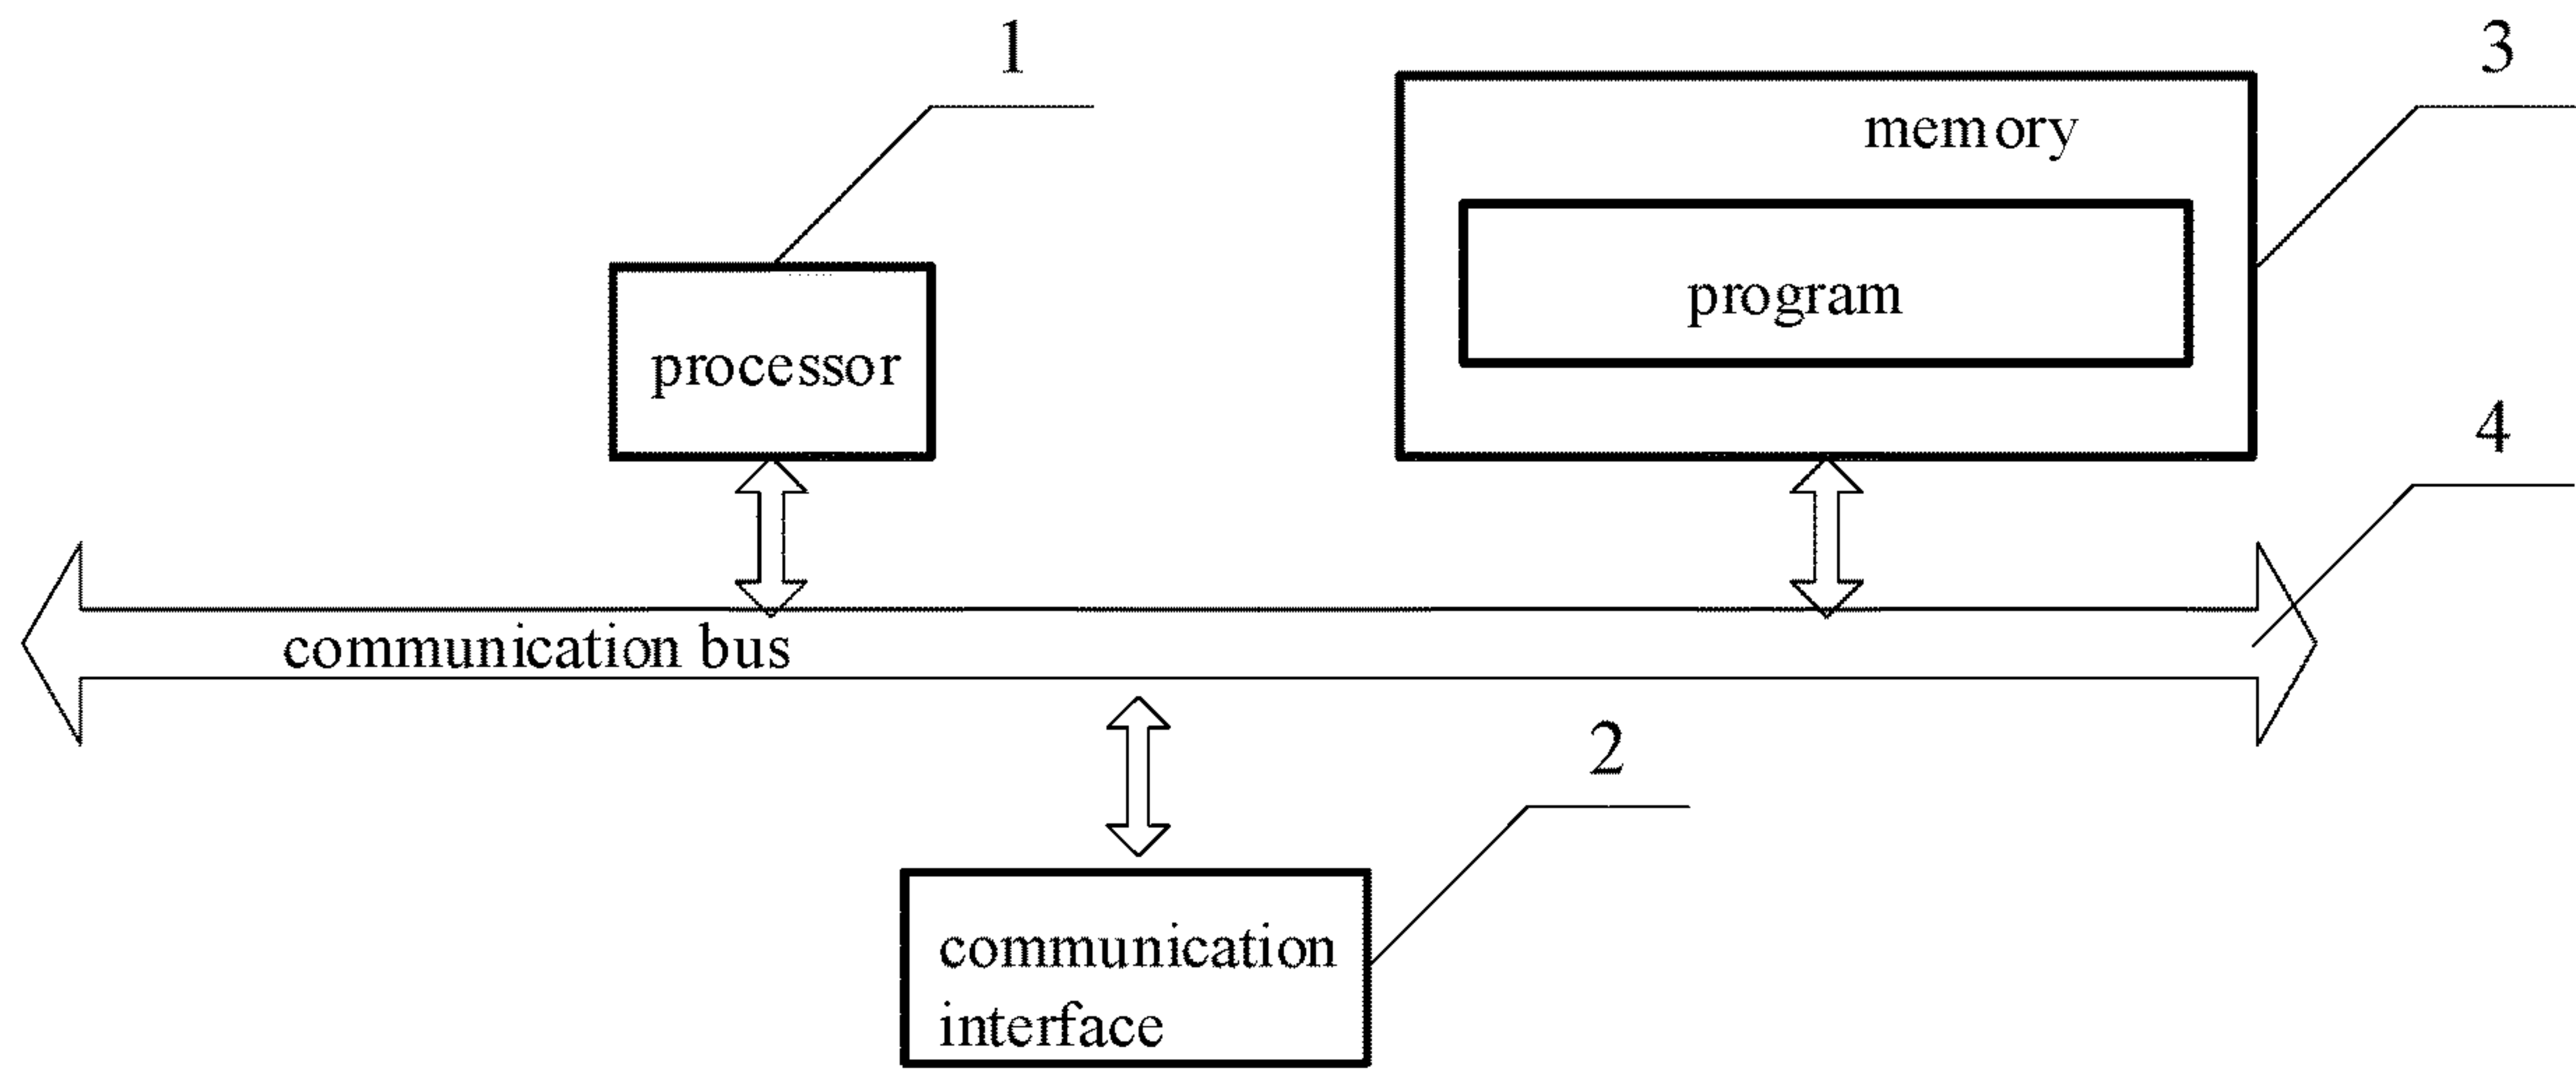 1
3
memory
program
processor
4
communication bus
2
communication
interface